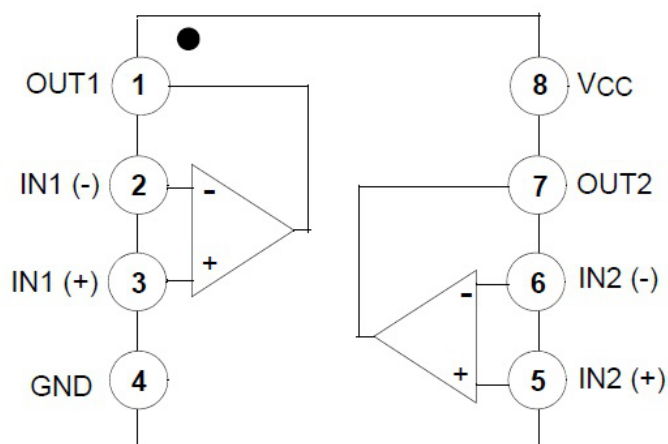 OUT1 1
IN1 (-) 2 -
IN1 (+) 3 +
GND 4
8 VCC
7 OUT2
- 6 IN2 (-)
+ 5 IN2 (+)